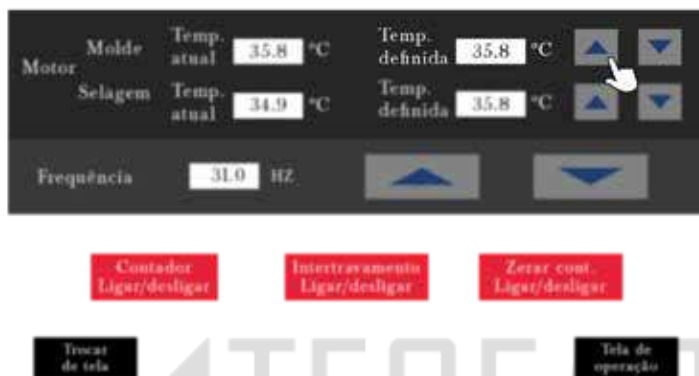 Motor
Molde Temp. atual 35.8 °C Temp. definida 35.8 °C
Selagem Temp. atual 34.9 °C Temp. definida 35.8 °C
Frequência 31.0 HZ
Contador
Ligar/desligar
Intertravamento
Ligar/desligar
Zerar cont.
Ligar/desligar
Trocar
de tela
Tela de
operação